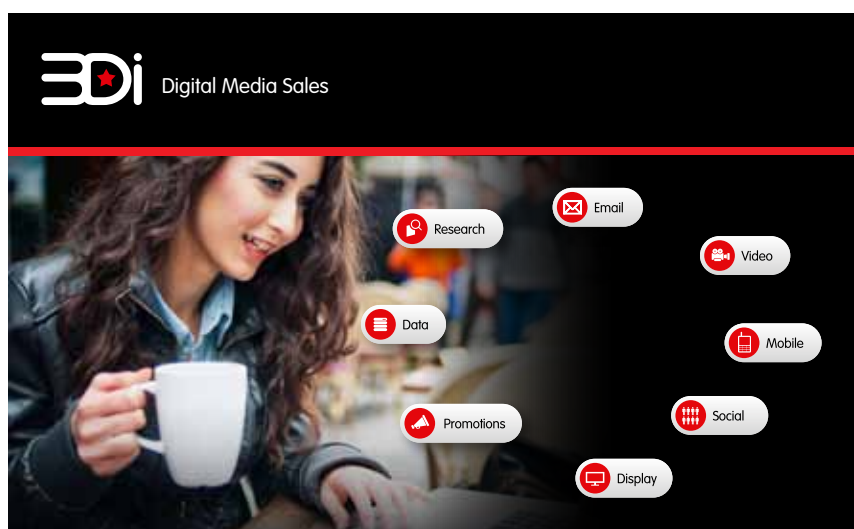 3Di
Digital Media Sales
Email
Research
Video
Data
Mobile
Social
Promotions
Display